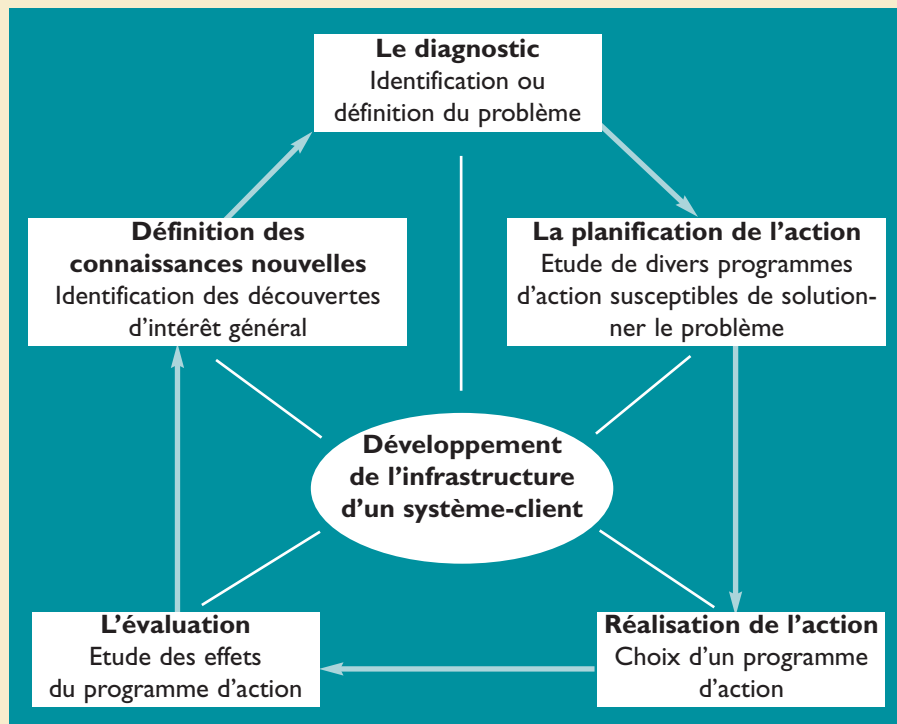 Le diagnostic
Identification ou
définition du problème
Définition des
connaissances nouvelles
Identification des découvertes
d'intérêt général
La planification de l'action
Etude de divers programmes
d'action susceptibles de solution-
ner le problème
Développement
de l'infrastructure
d'un système-client
L'évaluation
Etude des effets
du programme d'action
Réalisation de l'action
Choix d'un programme
d'action